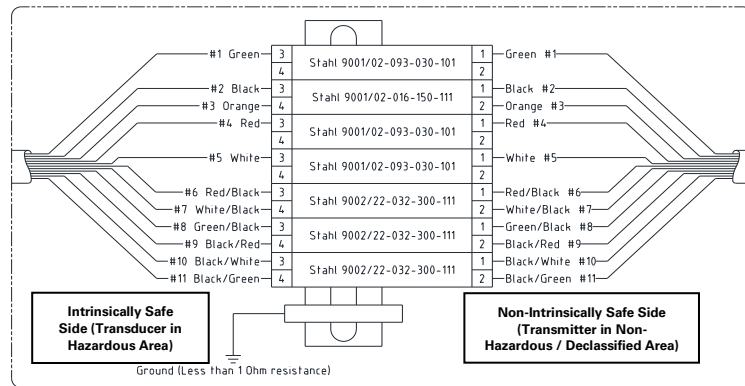 #1 Green 3 Stahl 9001/02-093-030-101 1 Green #1
4 2
#2 Black 3 Stahl 9001/02-016-150-111 1 Black #2
#3 Orange 4 2 Orange #3
#4 Red 3 Stahl 9001/02-093-030-101 1 Red #4
4 2
#5 White 3 Stahl 9001/02-093-030-101 1 White #5
4 2
#6 Red/Black 3 Stahl 9002/22-032-300-111 1 Red/Black #6
#7 White/Black 4 2 White/Black #7
#8 Green/Black 3 Stahl 9002/22-032-300-111 1 Green/Black #8
#9 Black/Red 4 2 Black/Red #9
#10 Black/White 3 Stahl 9002/22-032-300-111 1 Black/White #10
#11 Black/Green 4 2 Black/Green #11
Intrinsically Safe
Side (Transducer in
Hazardous Area)
Non-Intrinsically Safe Side
(Transmitter in Non-
Hazardous / Declassified Area)
Ground (Less than 1 Ohm resistance)